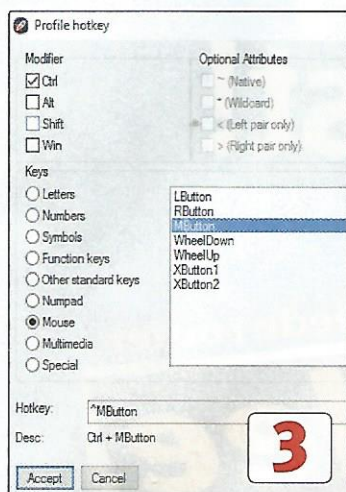 Profile hotkey
Modifier
Ctrl
Alt
Shift
Win
Optional Attributes
~ (Native)
* (Wildcard)
< (Left pair only)
> (Right pair only)
Keys
Letters
Numbers
Symbols
Function keys
Other standard keys
Numpad
Mouse
Multimedia
Special
LButton
RButton
MButton
WheelDown
WheelUp
XButton1
XButton2
Hotkey: ^MButton
Desc: Ctrl + MButton
3
Accept Cancel